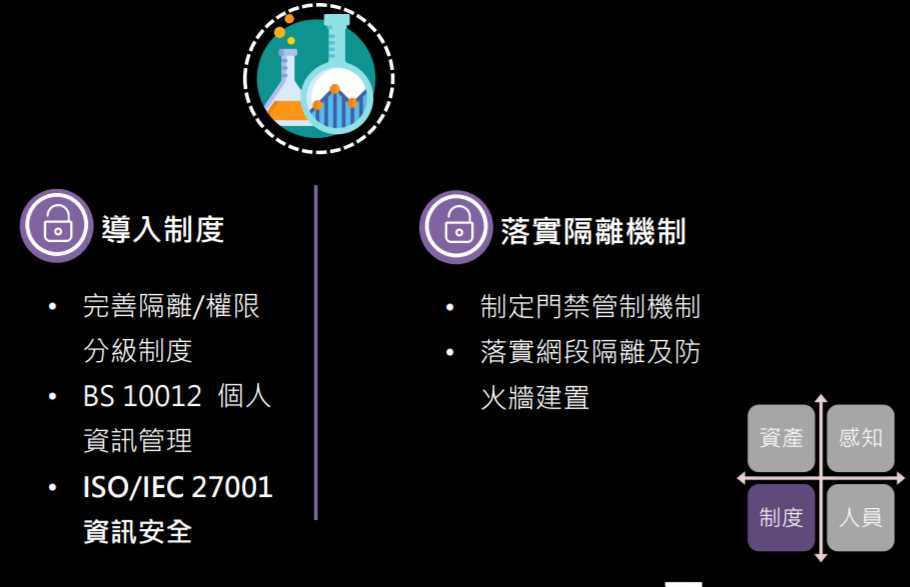 導入制度
• 完善隔離/權限
分級制度
• BS 10012 個人
資訊管理
• ISO/IEC 27001
資訊安全
落實隔離機制
• 制定門禁管制機制
• 落實網段隔離及防
火牆建置
資產 感知
制度 人員